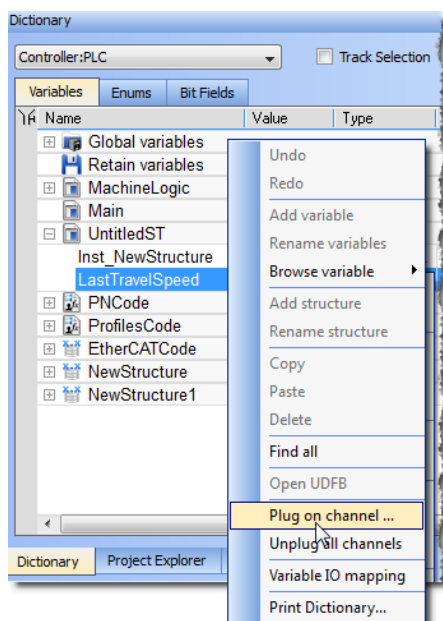 Dictionary
Controller:PLC
Track Selection
Variables Enums Bit Fields
Name Value Type
Global variables
Retain variables
MachineLogic
Main
UntitledST
Inst_NewStructure
LastTravelSpeed
PNCode
ProfilesCode
EtherCATCode
NewStructure
NewStructure1
Undo
Redo
Add variable
Rename variables
Browse variable
Add structure
Rename structure
Copy
Paste
Delete
Find all
Open UDFB
Plug on channel ...
Unplug all channels
Variable IO mapping
Print Dictionary...
Dictionary Project Explorer